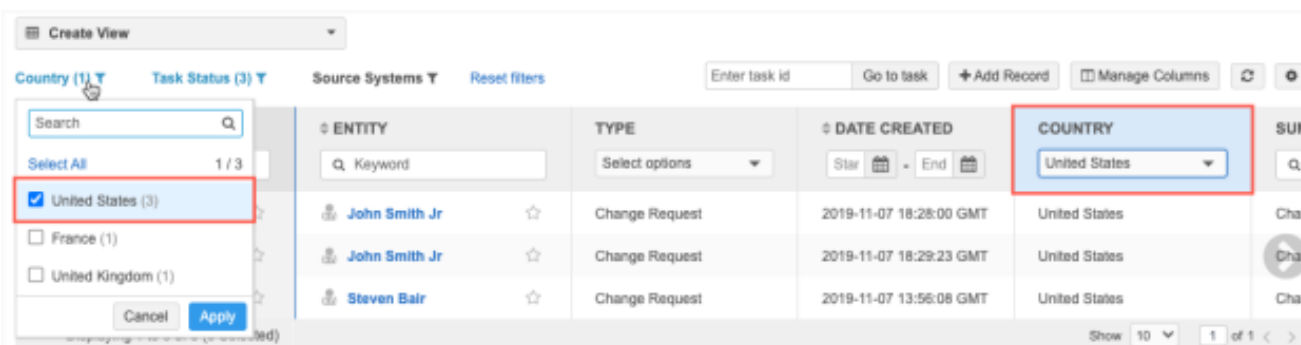 Create View
Country (1) Task Status (3) Source Systems Reset filters Enter task id Go to task +Add Record Manage Columns
Search
Select All 1 / 3
United States (3)
France (1)
United Kingdom (1)
Cancel Apply
ENTITY TYPE DATE CREATED COUNTRY
Keyword Select options Star - End United States
John Smith Jr Change Request 2019-11-07 18:28:00 GMT United States Cha
John Smith Jr Change Request 2019-11-07 18:29:23 GMT United States Cha
Steven Bair Change Request 2019-11-07 13:56:08 GMT United States Cha
Show 10 1 of 1